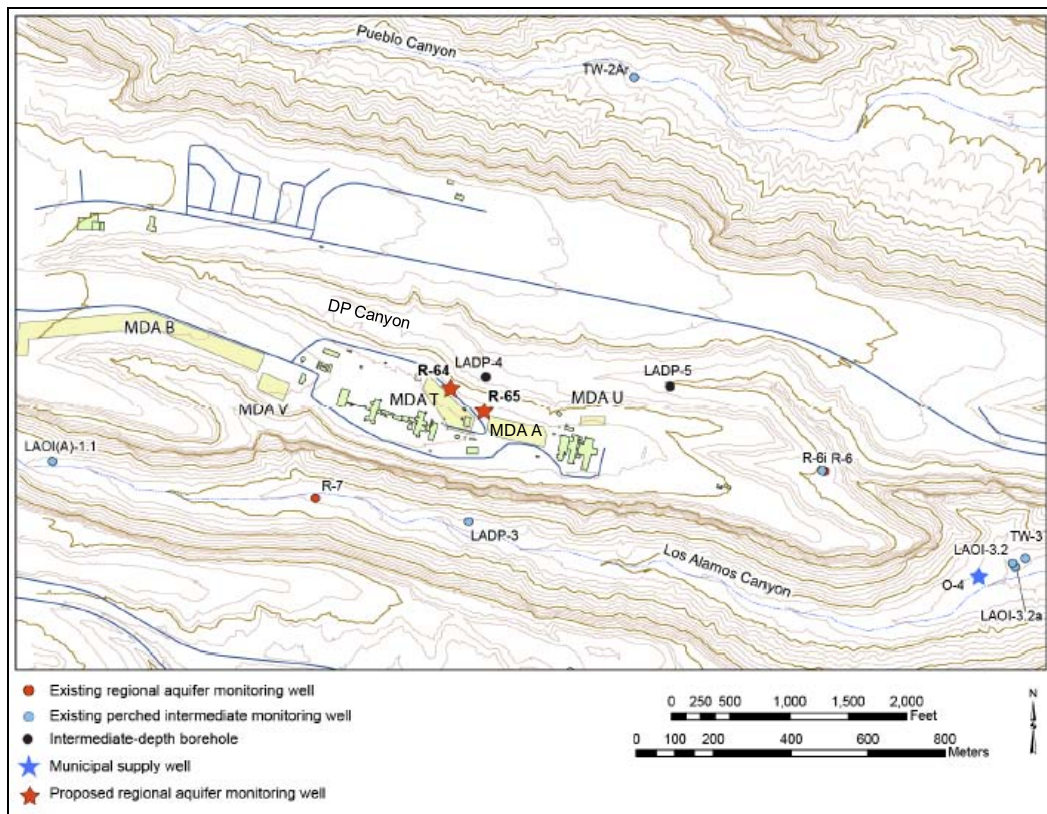 Pueblo Canyon
TW-2Ar
DP Canyon
MDA B
R-64
LADP-4
LADP-5
MDA T
R-65
MDA U
MDA V
MDA A
LAOI(A)-1.1
R-6i R-6
R-7
LADP-3
TW-3
LAOI-3.2
Los Alamos Canyon
O-4
LAOI-3.2a
Existing regional aquifer monitoring well
Existing perched intermediate monitoring well
Intermediate-depth borehole
Municipal supply well
Proposed regional aquifer monitoring well
0 250 500 1,000 1,500 2,000
Feet
0 100 200 400 600 800
Meters
N